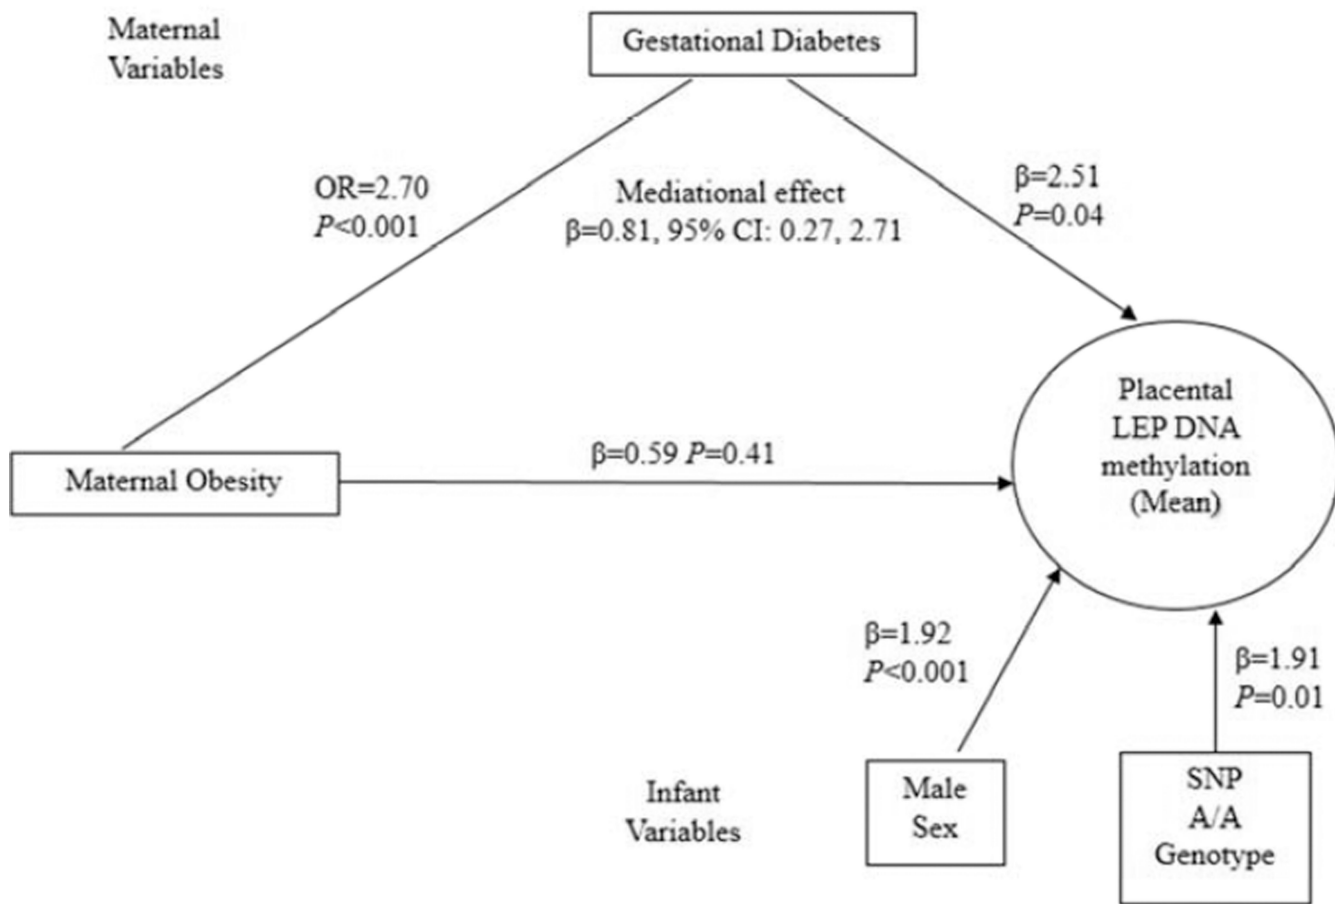 Maternal
Variables
Gestational Diabetes
OR=2.70
P<0.001
Mediational effect
β=0.81, 95% CI: 0.27, 2.71
β=2.51
P=0.04
Placental
LEP DNA
methylation
(Mean)
Maternal Obesity
β=0.59 P=0.41
β=1.92
P<0.001
β=1.91
P=0.01
Infant
Variables
Male
Sex
SNP
A/A
Genotype